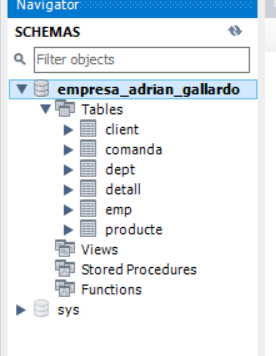 Navigator
SCHEMAS
Filter objects
empresa_adrian_gallardo
Tables
client
comanda
dept
detall
emp
producte
Views
Stored Procedures
Functions
sys